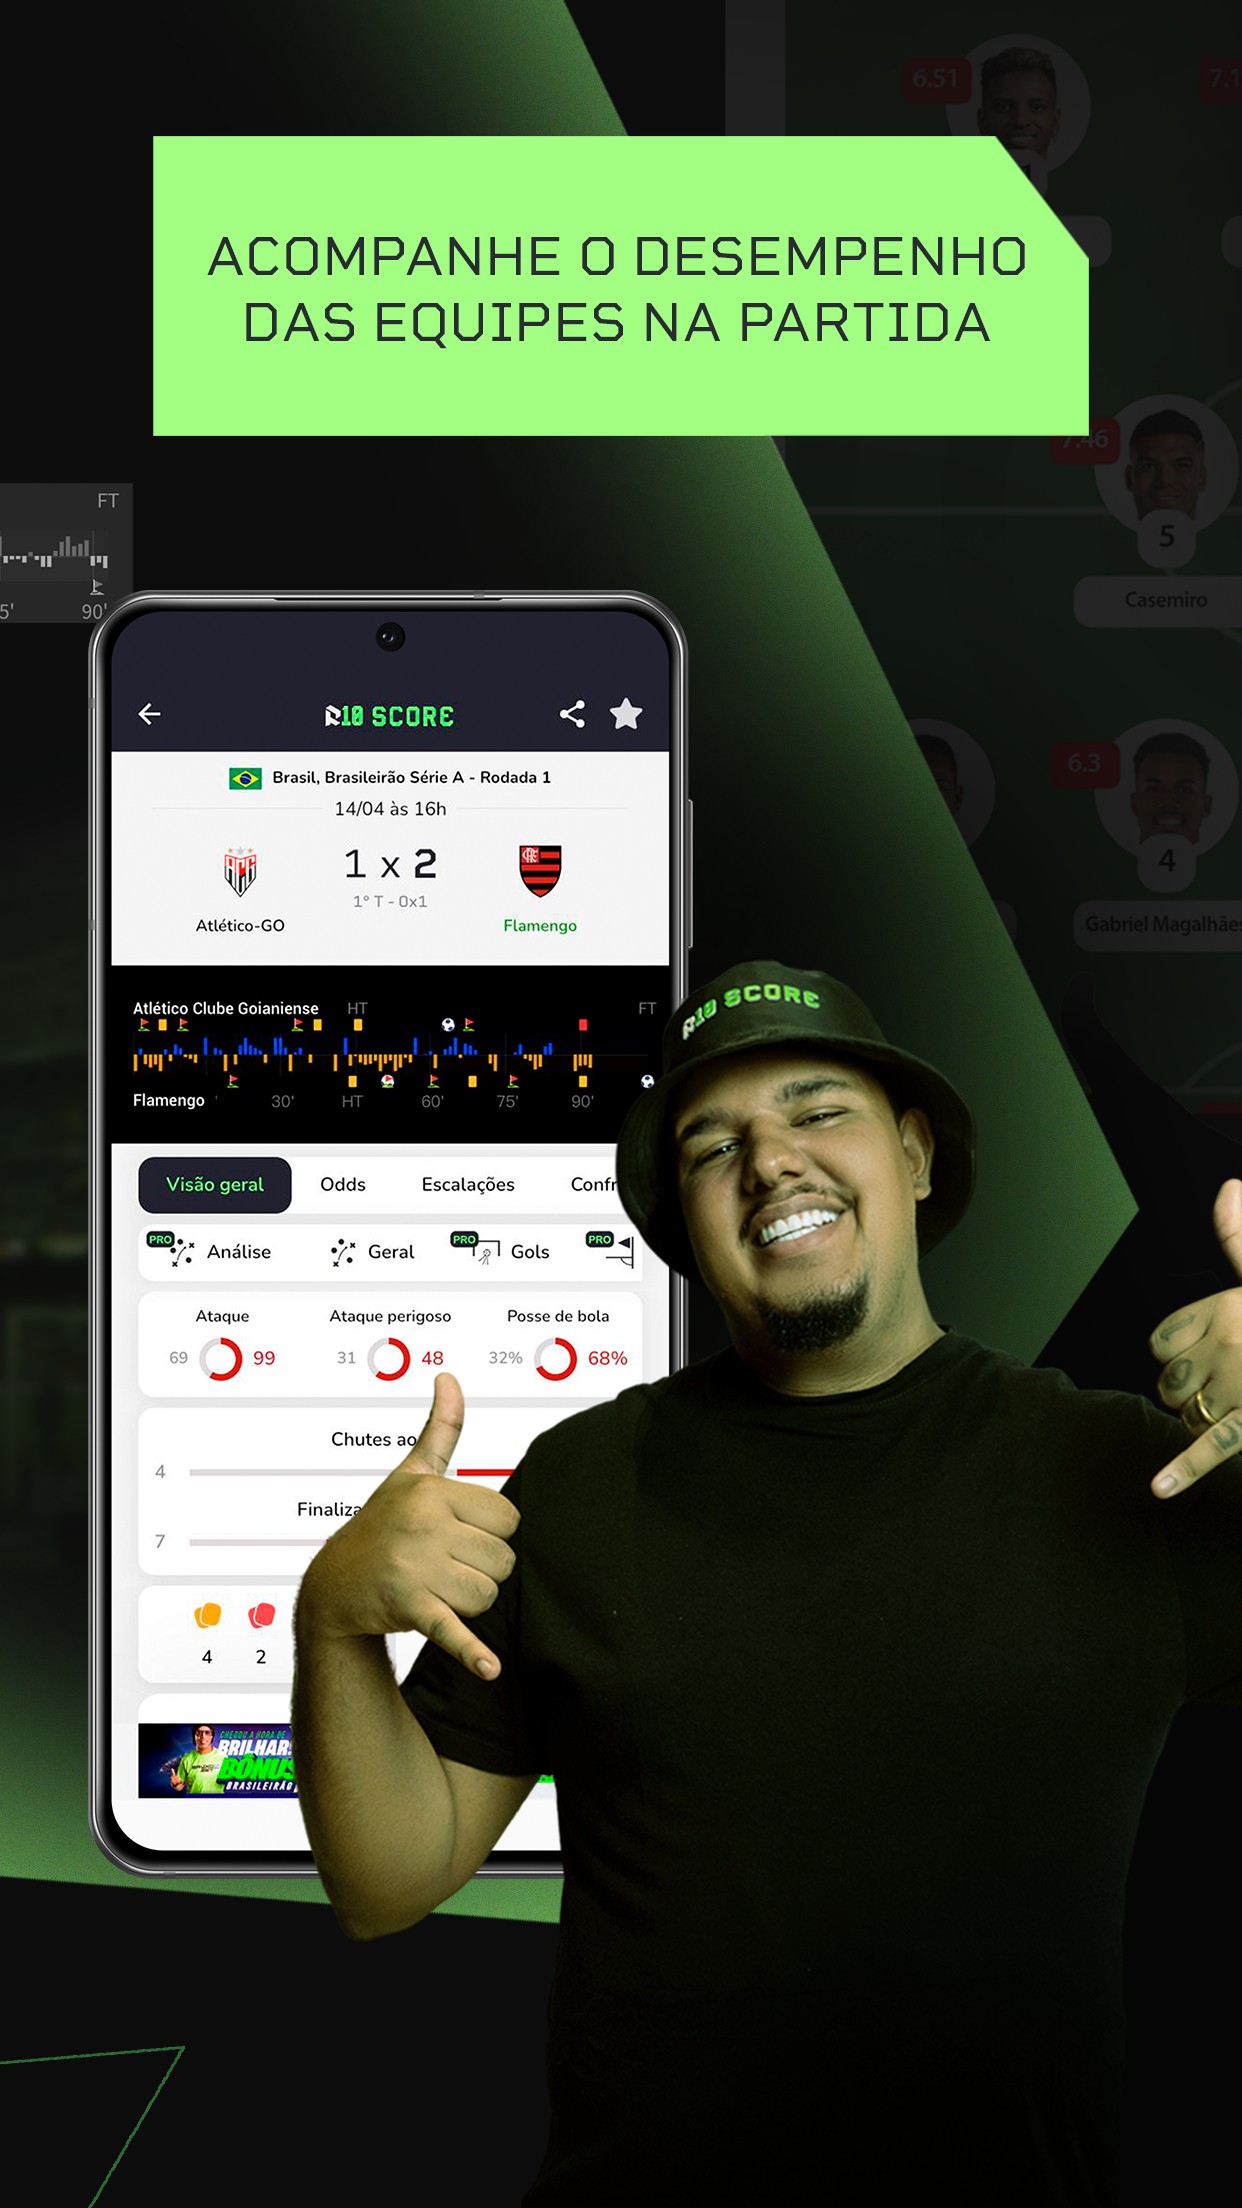 6.51
ACOMPANHE O DESEMPENHO
DAS EQUIPES NA PARTIDA
7.46
5
Casemiro
FT
5'
90'
R10 SCORE
Brasil, Brasileirão Série A - Rodada 1
14/04 às 16h
1 x 2
1º T - 0x1
Atlético-GO
Flamengo
6.3
4
Gabriel Magalhães
Atlético Clube Goianiense
HT
FT
Flamengo
'
30'
HT
60'
75'
90'
R10 SCORE
Visão geral
Odds
Escalações
Confr
PRO
Análise
Geral
PRO
Gols
PRO
Ataque
Ataque perigoso
Posse de bola
69
99
31
48
32%
68%
Chutes ao
4
Finaliza
7
4
2
CHEGOU A HORA DE
BRILHAR!
BÔNUS
BRASILEIRÃO